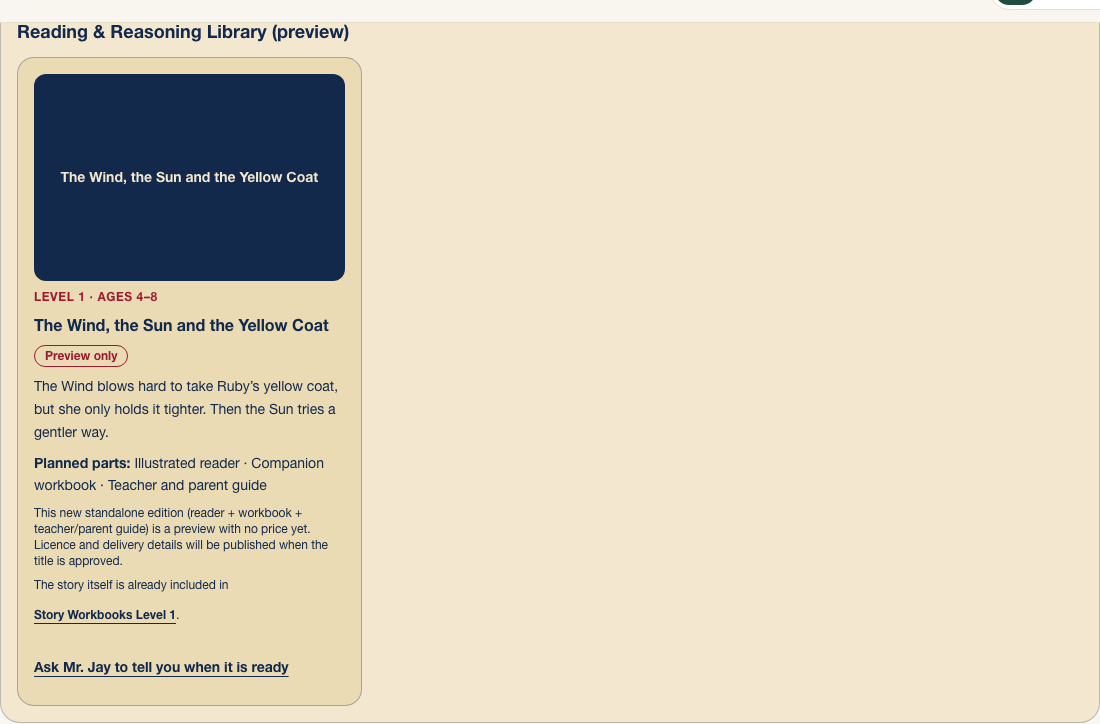 Reading & Reasoning Library (preview)
The Wind, the Sun and the Yellow Coat
LEVEL 1 · AGES 4–8
The Wind, the Sun and the Yellow Coat
Preview only
The Wind blows hard to take Ruby’s yellow coat,
but she only holds it tighter. Then the Sun tries a
gentler way.
Planned parts: Illustrated reader · Companion
workbook · Teacher and parent guide
This new standalone edition (reader + workbook +
teacher/parent guide) is a preview with no price yet.
Licence and delivery details will be published when the
title is approved.
The story itself is already included in
Story Workbooks Level 1.
Ask Mr. Jay to tell you when it is ready